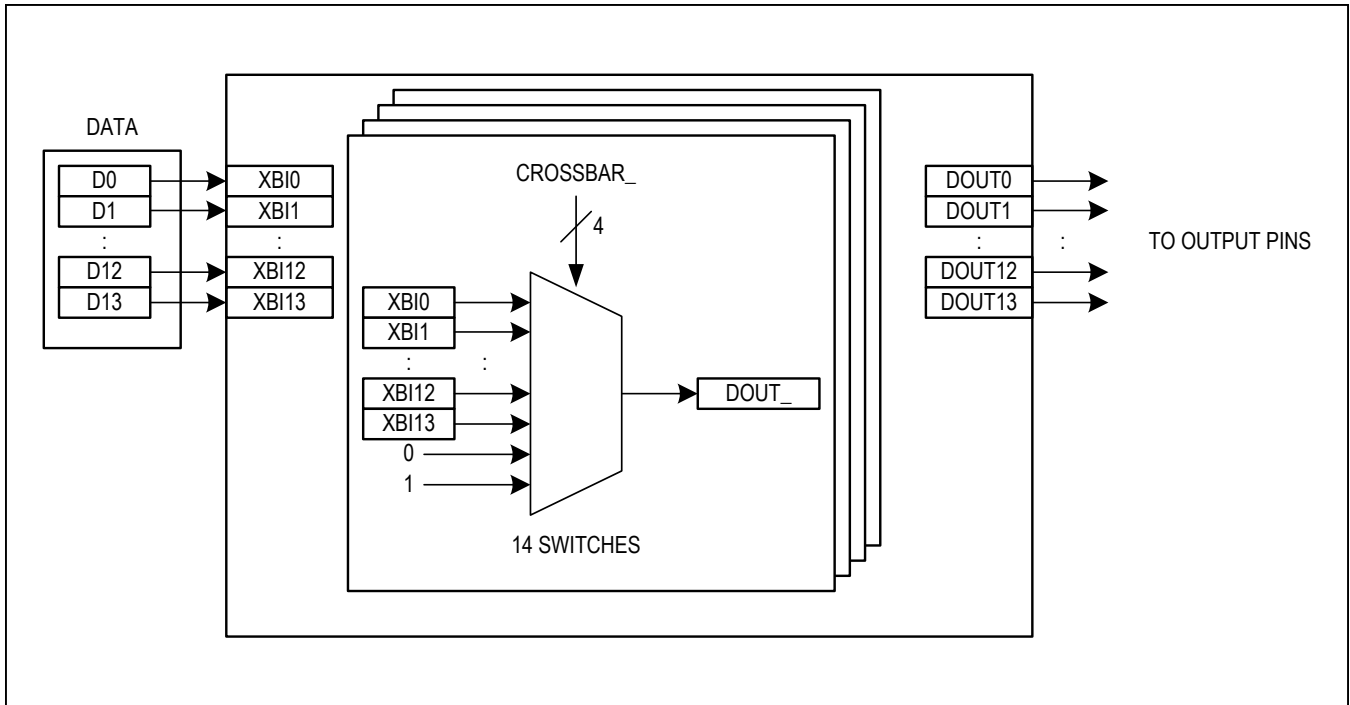 DATA
D0
D1
:
D12
D13
XBI0
XBI1
:
XBI12
XBI13
CROSSBAR_
4
XBI0
XBI1
: :
XBI12
XBI13
0
1
DOUT_
14 SWITCHES
DOUT0
DOUT1
: :
DOUT12
DOUT13
TO OUTPUT PINS